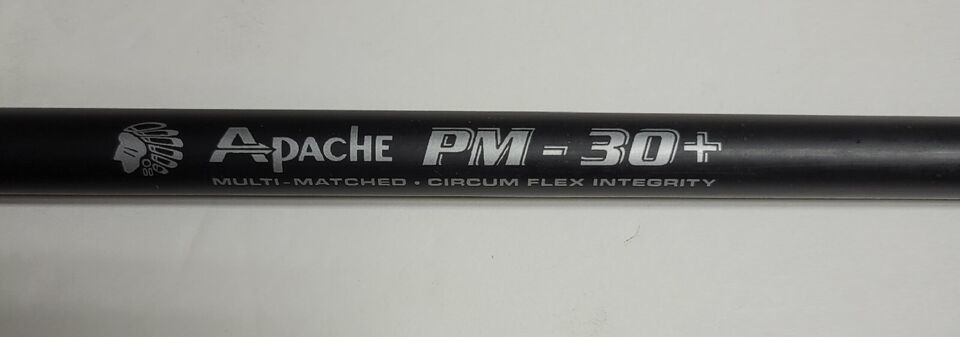 APACHE PM - 30+
MULTI-MATCHED • CIRCUM FLEX INTEGRITY